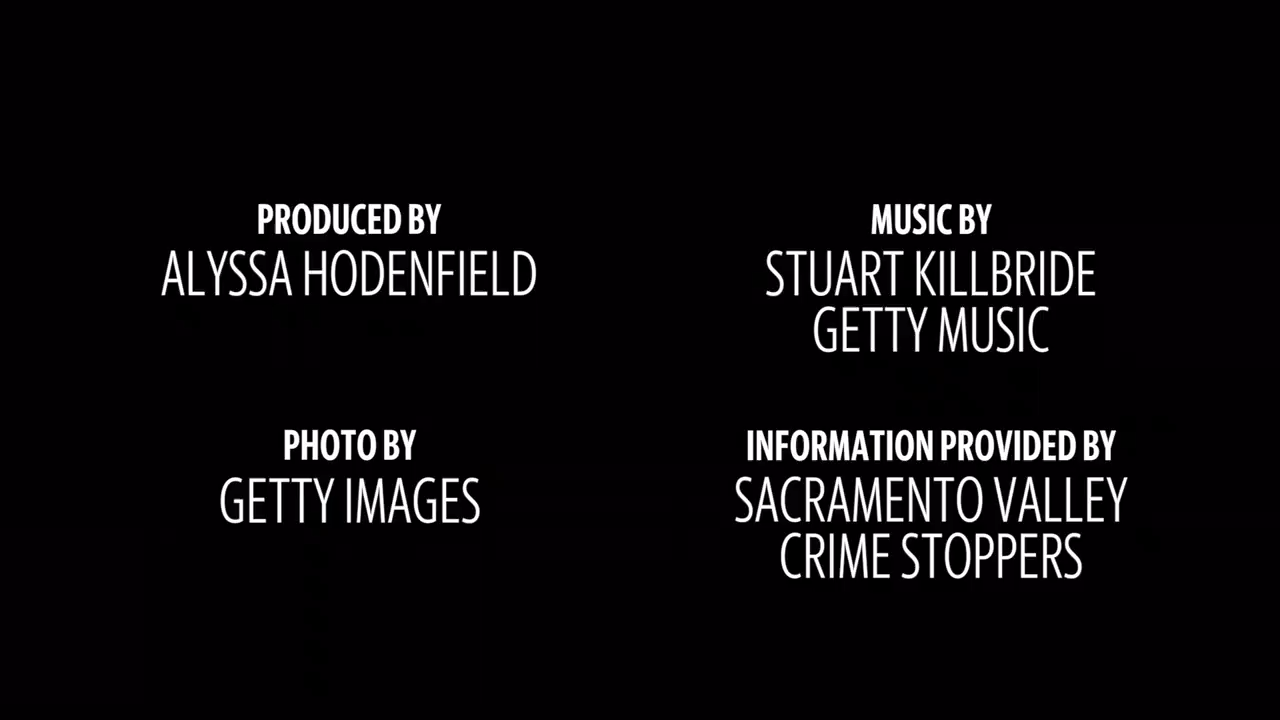 PRODUCED BY
ALYSSA HODENFIELD
MUSIC BY
STUART KILLBRIDE
GETTY MUSIC
PHOTO BY
GETTY IMAGES
INFORMATION PROVIDED BY
SACRAMENTO VALLEY
CRIME STOPPERS